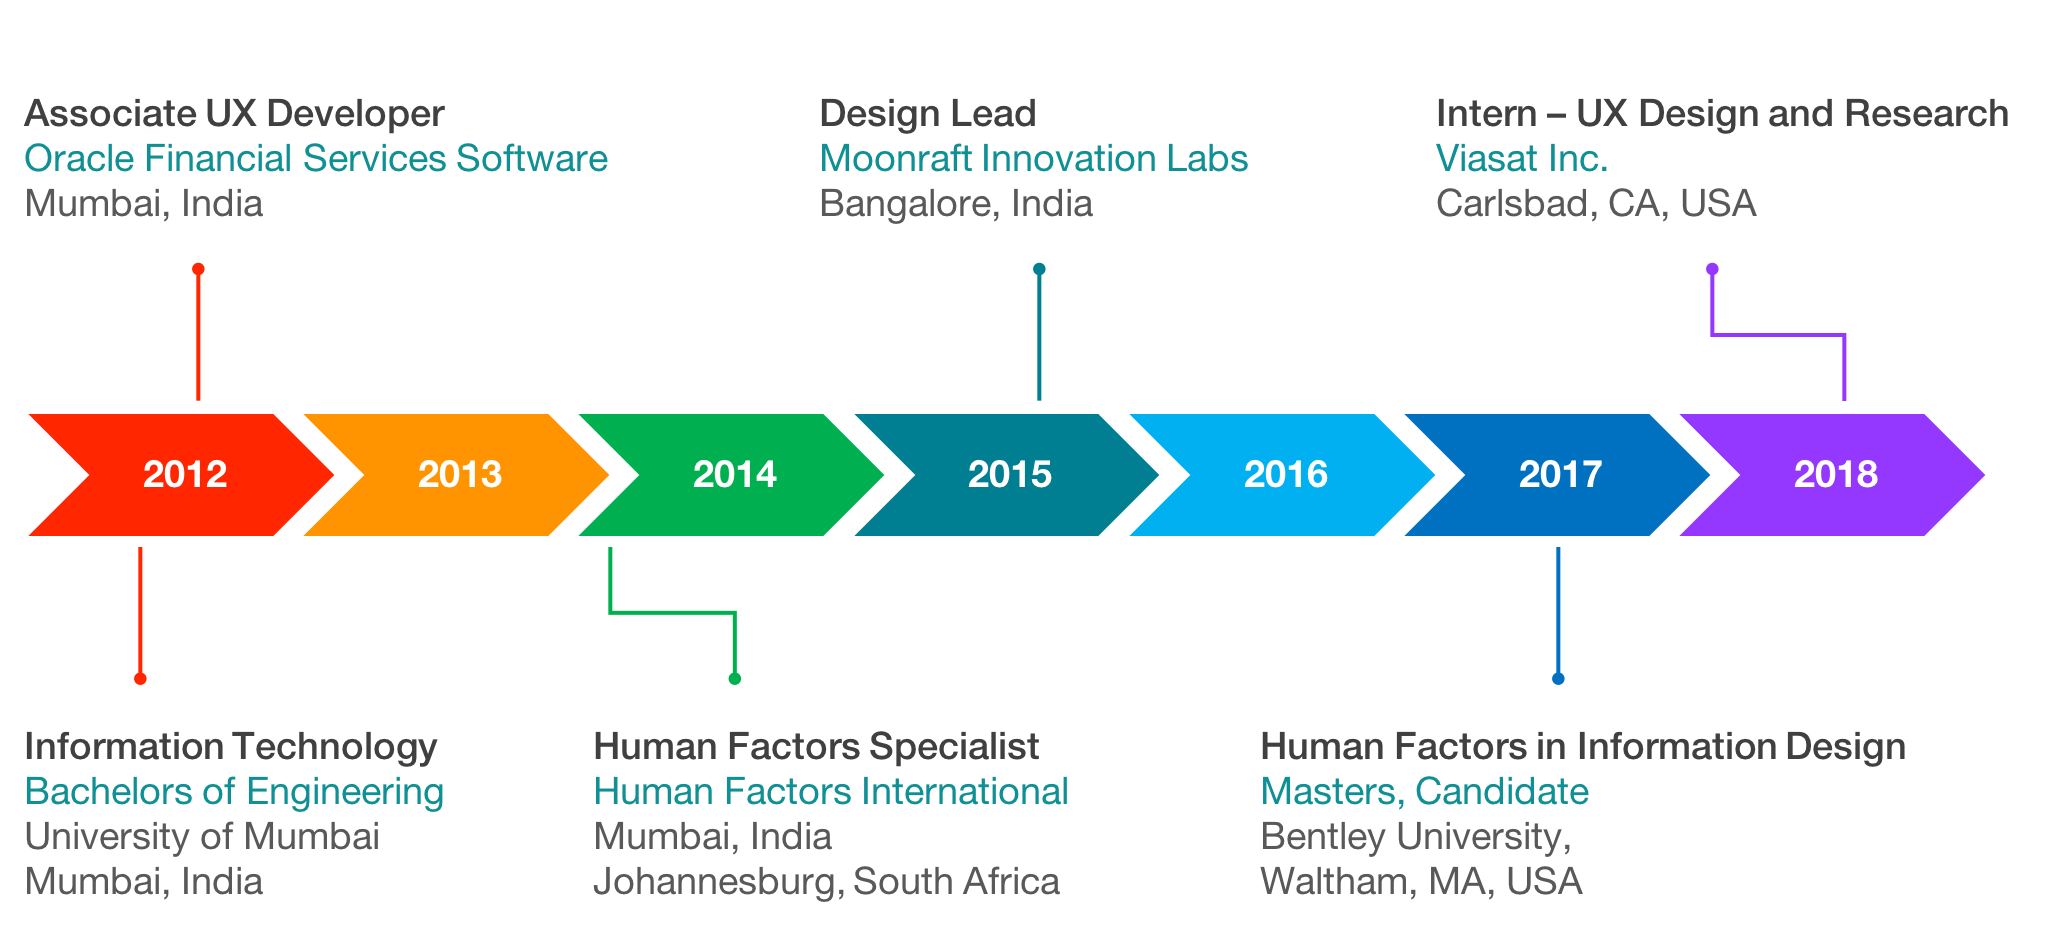 Associate UX Developer
Oracle Financial Services Software
Mumbai, India
Design Lead
Moonraft Innovation Labs
Bangalore, India
Intern – UX Design and Research
Viasat Inc.
Carlsbad, CA, USA
2012
2013
2014
2015
2016
2017
2018
Information Technology
Bachelors of Engineering
University of Mumbai
Mumbai, India
Human Factors Specialist
Human Factors International
Mumbai, India
Johannesburg, South Africa
Human Factors in Information Design
Masters, Candidate
Bentley University,
Waltham, MA, USA